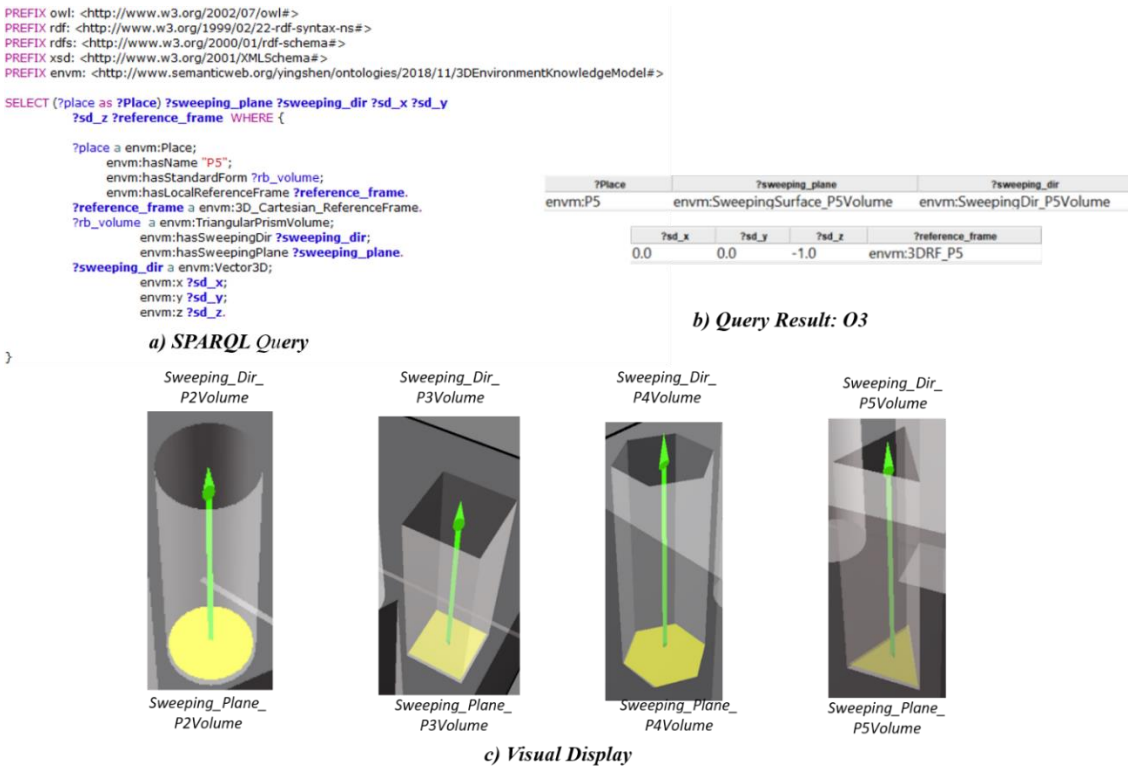 PREFIX owl: <http://www.w3.org/2002/07/owl#>
PREFIX rdf: <http://www.w3.org/1999/02/22-rdf-syntax-ns#>
PREFIX rdfs: <http://www.w3.org/2000/01/rdf-schema#>
PREFIX xsd: <http://www.w3.org/2001/XMLSchema#>
PREFIX envm: <http://www.semanticweb.org/yingshen/ontologies/2018/11/3DEnvironmentKnowledgeModel#>
SELECT (?place as ?Place) ?sweeping_plane ?sweeping_dir ?sd_x ?sd_y
?sd_z ?reference_frame WHERE {
?place a envm:Place;
envm:hasName "P5";
envm:hasStandardForm ?rb_volume;
envm:hasLocalReferenceFrame ?reference_frame.
?reference_frame a envm:3D_Cartesian_ReferenceFrame.
?rb_volume a envm:TriangularPrismVolume;
envm:hasSweepingDir ?sweeping_dir;
envm:hasSweepingPlane ?sweeping_plane.
?sweeping_dir a envm:Vector3D;
envm:x ?sd_x;
envm:y ?sd_y;
envm:z ?sd_z.
a) SPARQL Query
}
?Place ?sweeping_plane ?sweeping_dir
envm:P5 envm:SweepingSurface_P5Volume envm:SweepingDir_P5Volume
?sd_x ?sd_y ?sd_z ?reference_frame
0.0 0.0 -1.0 envm:3DRF_P5
b) Query Result: O3
Sweeping_Dir_
P2Volume
Sweeping_Dir_
P3Volume
Sweeping_Dir_
P4Volume
Sweeping_Dir_
P5Volume
Sweeping_Plane_
P2Volume
Sweeping_Plane_
P3Volume
Sweeping_Plane_
P4Volume
Sweeping_Plane_
P5Volume
c) Visual Display